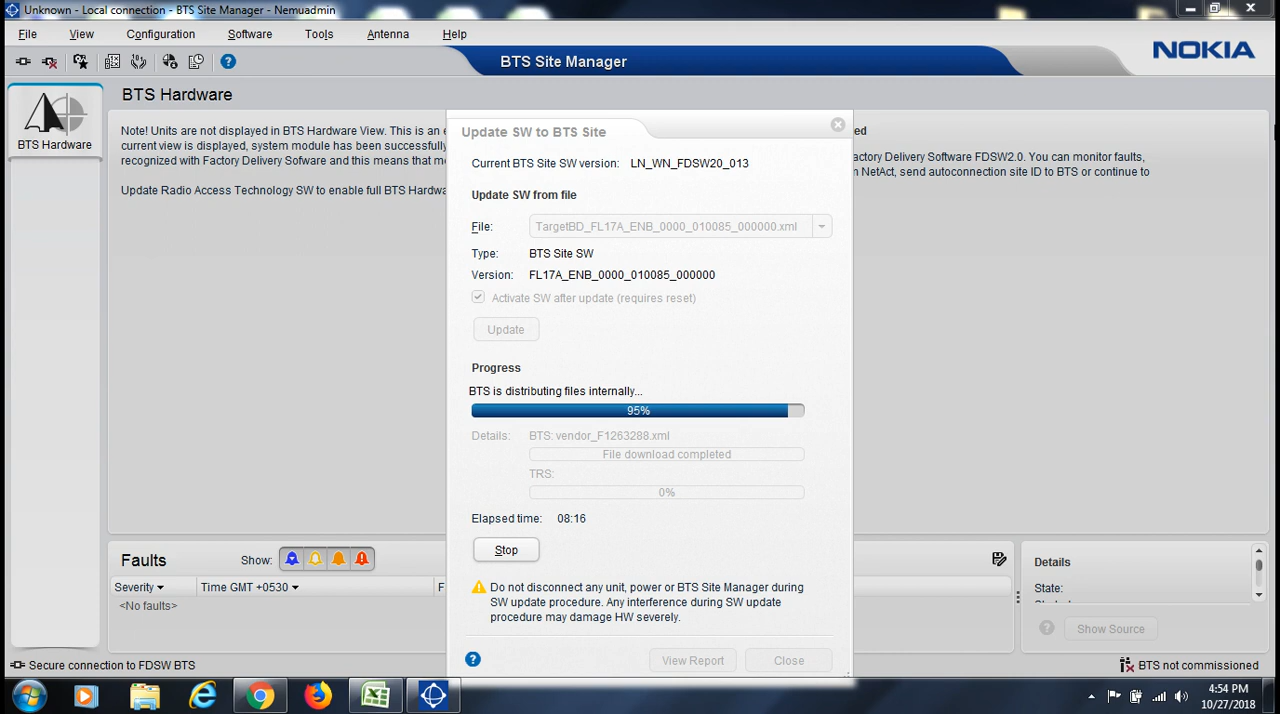 Unknown - Local connection - BTS Site Manager - Nemuadmin
File View Configuration Software Tools Antenna Help
BTS Site Manager
NOKIA
BTS Hardware
BTS Hardware
Note! Units are not displayed in BTS Hardware View. This is an e
current view is displayed, system module has been successfully
recognized with Factory Delivery Sofware and this means that m
Update Radio Access Technology SW to enable full BTS Hardwa
ed
actory Delivery Software FDSW2.0. You can monitor faults,
n NetAct, send autoconnection site ID to BTS or continue to
Update SW to BTS Site
Current BTS Site SW version: LN_WN_FDSW20_013
Update SW from file
File: TargetBD_FL17A_ENB_0000_010085_000000.xml
Type: BTS Site SW
Version: FL17A_ENB_0000_010085_000000
Activate SW after update (requires reset)
Update
Progress
BTS is distributing files internally...
95%
Details: BTS: vendor_F1263288.xml
File download completed
TRS:
0%
Elapsed time: 08:16
Stop
Do not disconnect any unit, power or BTS Site Manager during
SW update procedure. Any interference during SW update
procedure may damage HW severely.
View Report Close
Faults Show:
Severity Time GMT +0530 F
<No faults>
Details
State:
Show Source
Secure connection to FDSW BTS
BTS not commissioned
4:54 PM
10/27/2018